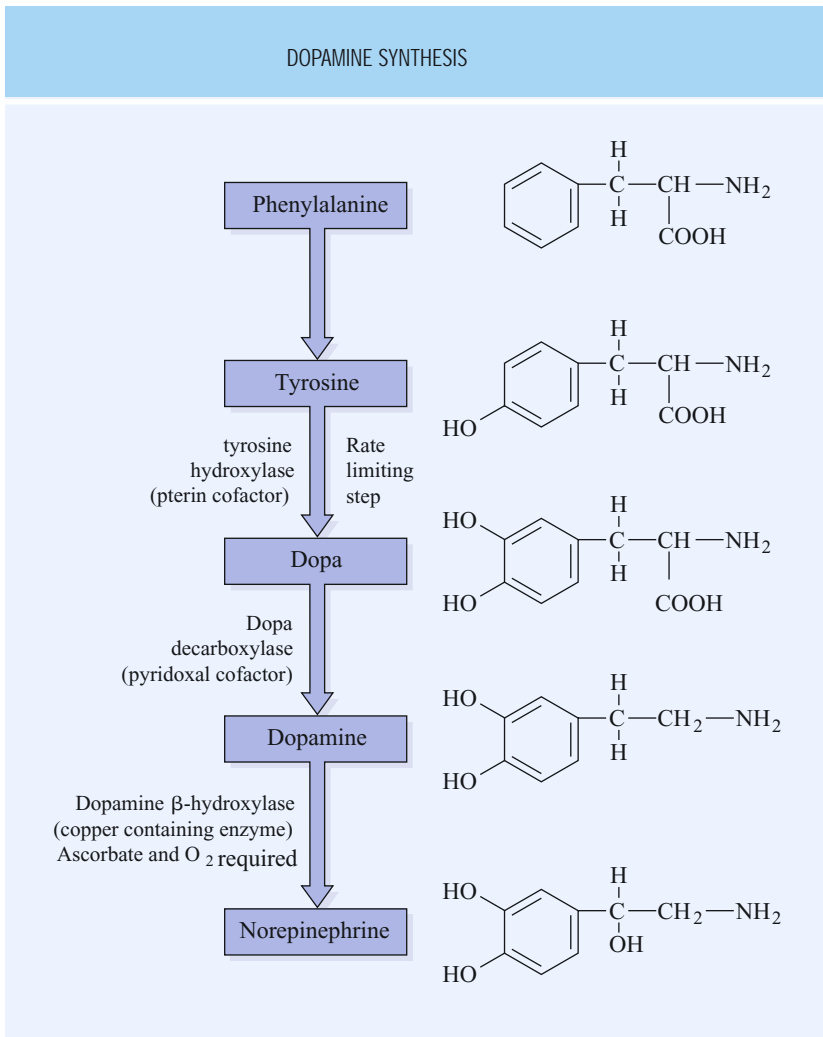 DOPAMINE SYNTHESIS
Phenylalanine
H
C
CH
NH2
H
COOH
Tyrosine
H
C
CH
NH2
H
COOH
HO
tyrosine
hydroxylase
(pterin cofactor)
Rate
limiting
step
Dopa
HO
H
C
CH
NH2
H
HO
COOH
Dopa
decarboxylase
(pyridoxal cofactor)
Dopamine
HO
H
C
CH2
NH2
H
HO
Dopamine β-hydroxylase
(copper containing enzyme)
Ascorbate and O 2 required
Norepinephrine
HO
H
C
CH2
NH2
OH
HO